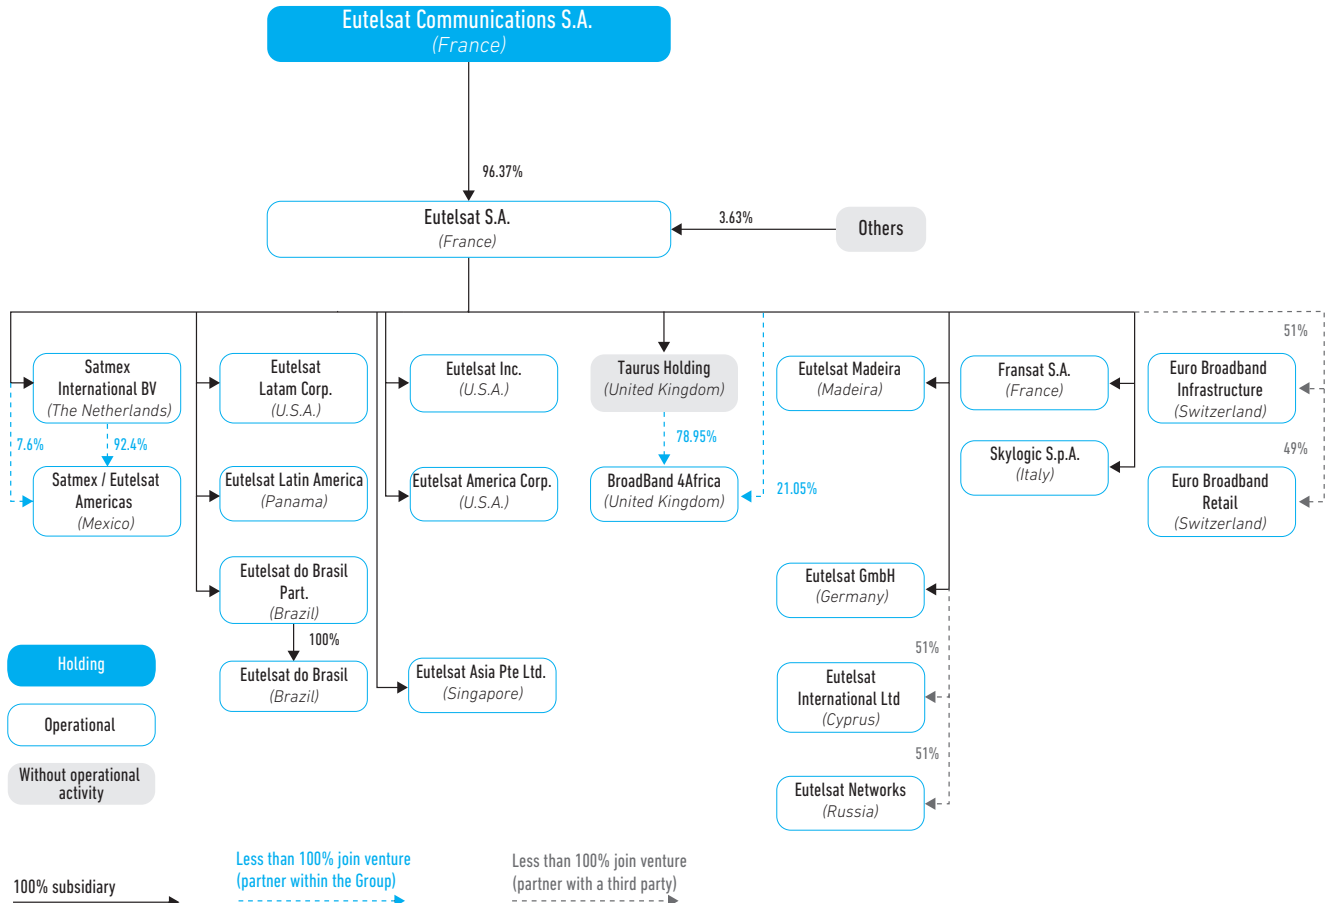 Eutelsat Communications S.A.
(France)
96.37%
Eutelsat S.A.
(France)
3.63%
Others
Satmex
International BV
(The Netherlands)
7.6%
92.4%
Satmex / Eutelsat
Americas
(Mexico)
Eutelsat
Latam Corp.
(U.S.A.)
Eutelsat Latin America
(Panama)
Eutelsat do Brasil
Part.
(Brazil)
100%
Eutelsat do Brasil
(Brazil)
Eutelsat Inc.
(U.S.A.)
Eutelsat America Corp.
(U.S.A.)
Eutelsat Asia Pte Ltd.
(Singapore)
Taurus Holding
(United Kingdom)
78.95%
BroadBand 4Africa
(United Kingdom)
21.05%
Eutelsat Madeira
(Madeira)
Eutelsat GmbH
(Germany)
51%
Eutelsat
International Ltd
(Cyprus)
51%
Eutelsat Networks
(Russia)
Fransat S.A.
(France)
Skylogic S.p.A.
(Italy)
51%
Euro Broadband
Infrastructure
(Switzerland)
49%
Euro Broadband
Retail
(Switzerland)
Holding
Operational
Without operational
activity
100% subsidiary
Less than 100% join venture
(partner within the Group)
Less than 100% join venture
(partner with a third party)